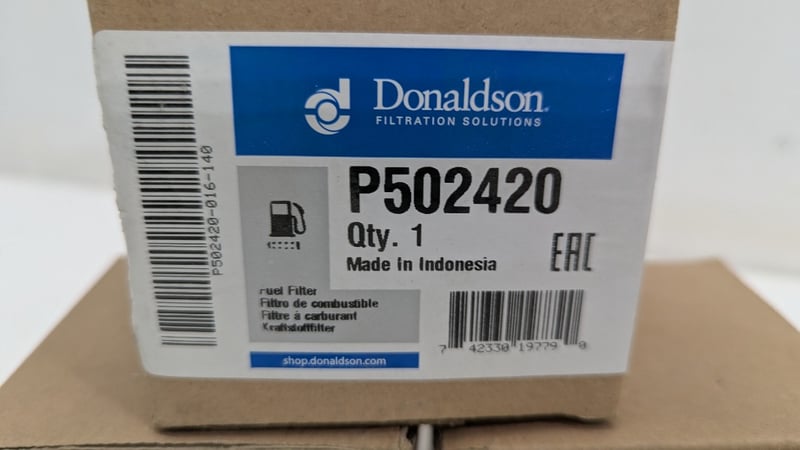 Donaldson.
FILTRATION SOLUTIONS
P502420-016-140
P502420
Qty. 1
Made in Indonesia
EAC
Fuel Filter
Filtro de combustible
Filtre à carburant
Kraftstofffilter
7 42330 19779 0
shop.donaldson.com